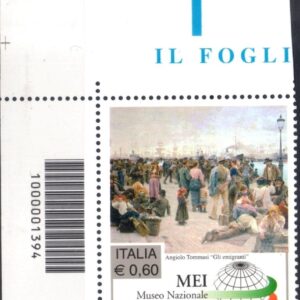 IL FOGLI
1000001394
ITALIA
€ 0,60
Angiolo Tommasi "Gli emigranti"
MEI
Museo Nazionale